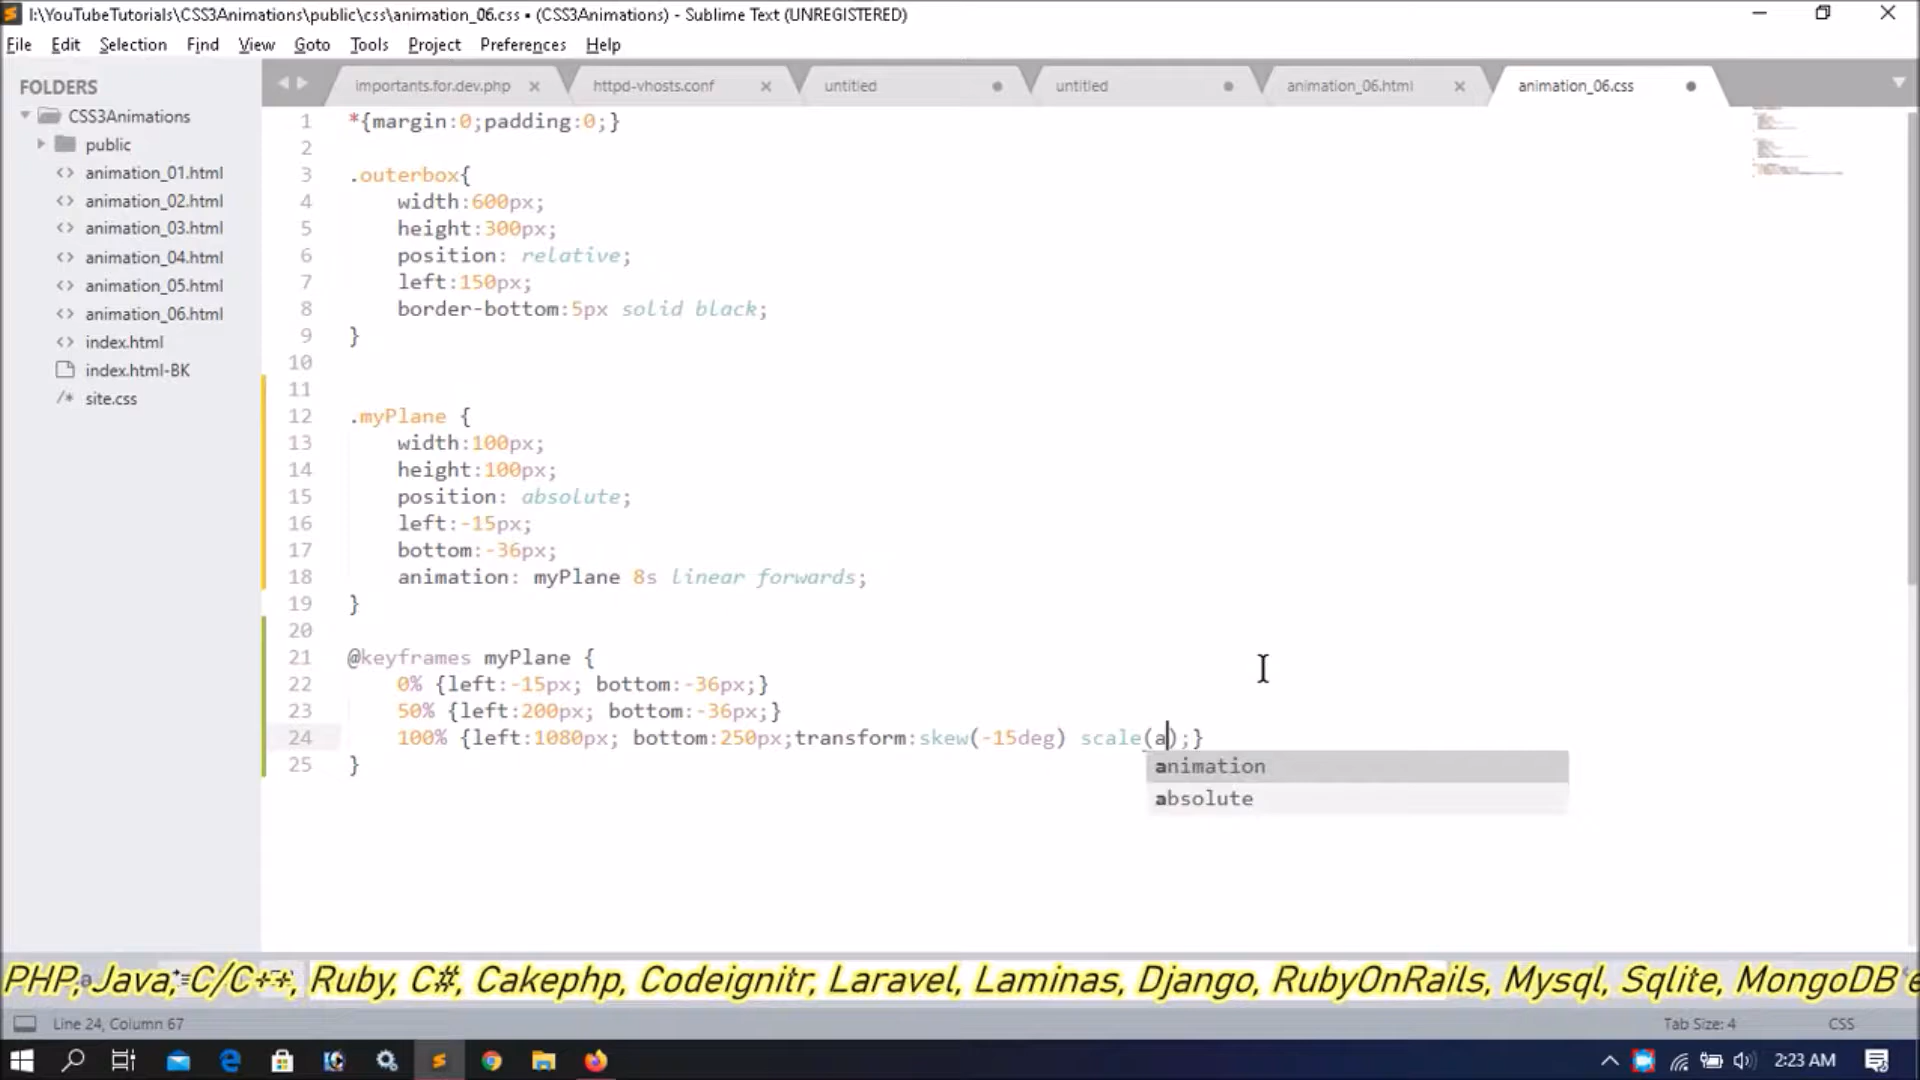 I:\YouTubeTutorials\CSS3Animations\public\css\animation_06.css • (CSS3Animations) - Sublime Text (UNREGISTERED)
File Edit Selection Find View Goto Tools Project Preferences Help
FOLDERS
CSS3Animations
public
animation_01.html
animation_02.html
animation_03.html
animation_04.html
animation_05.html
animation_06.html
index.html
index.html-BK
/* site.css
importants.for.dev.php httpd-vhosts.conf untitled untitled animation_06.html animation_06.css
1 *{margin:0;padding:0;}
2
3 .outerbox{
4 width:600px;
5 height:300px;
6 position: relative;
7 left:150px;
8 border-bottom:5px solid black;
9 }
10
11
12 .myPlane {
13 width:100px;
14 height:100px;
15 position: absolute;
16 left:-15px;
17 bottom:-36px;
18 animation: myPlane 8s linear forwards;
19 }
20
21 @keyframes myPlane {
22 0% {left:-15px; bottom:-36px;}
23 50% {left:200px; bottom:-36px;}
24 100% {left:1080px; bottom:250px;transform:skew(-15deg) scale(a);}
25 }
animation
absolute
PHP, Java, C/C++, Ruby, C#, Cakephp, Codeignitr, Laravel, Laminas, Django, RubyOnRails, Mysql, Sqlite, MongoDB e
Line 24, Column 67 Tab Size: 4 CSS
2:23 AM